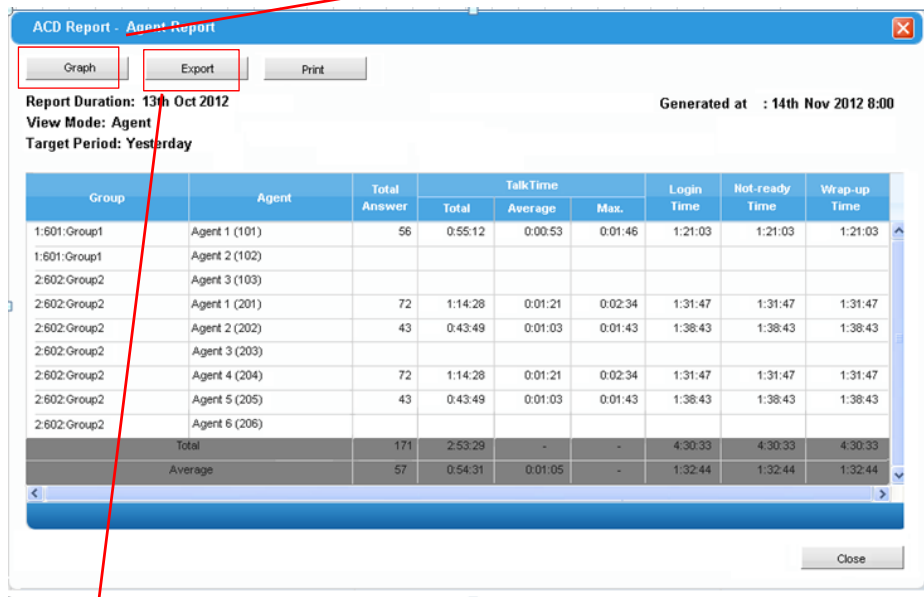 ACD Report - Agent Report
Graph Export Print
Report Duration: 13th Oct 2012 Generated at : 14th Nov 2012 8:00
View Mode: Agent
Target Period: Yesterday
Group Agent Total Answer TalkTime Login Time Not-ready Time Wrap-up Time
Total Average Max.
1:601:Group1 Agent 1 (101) 56 0:55:12 0:00:53 0:01:46 1:21:03 1:21:03 1:21:03
1:601:Group1 Agent 2 (102)
2:602:Group2 Agent 3 (103)
2:602:Group2 Agent 1 (201) 72 1:14:28 0:01:21 0:02:34 1:31:47 1:31:47 1:31:47
2:602:Group2 Agent 2 (202) 43 0:43:49 0:01:03 0:01:43 1:38:43 1:38:43 1:38:43
2:602:Group2 Agent 3 (203)
2:602:Group2 Agent 4 (204) 72 1:14:28 0:01:21 0:02:34 1:31:47 1:31:47 1:31:47
2:602:Group2 Agent 5 (205) 43 0:43:49 0:01:03 0:01:43 1:38:43 1:38:43 1:38:43
2:602:Group2 Agent 6 (206)
Total 171 2:53:29 - - 4:30:33 4:30:33 4:30:33
Average 57 0:54:31 0:01:05 - 1:32:44 1:32:44 1:32:44
Close